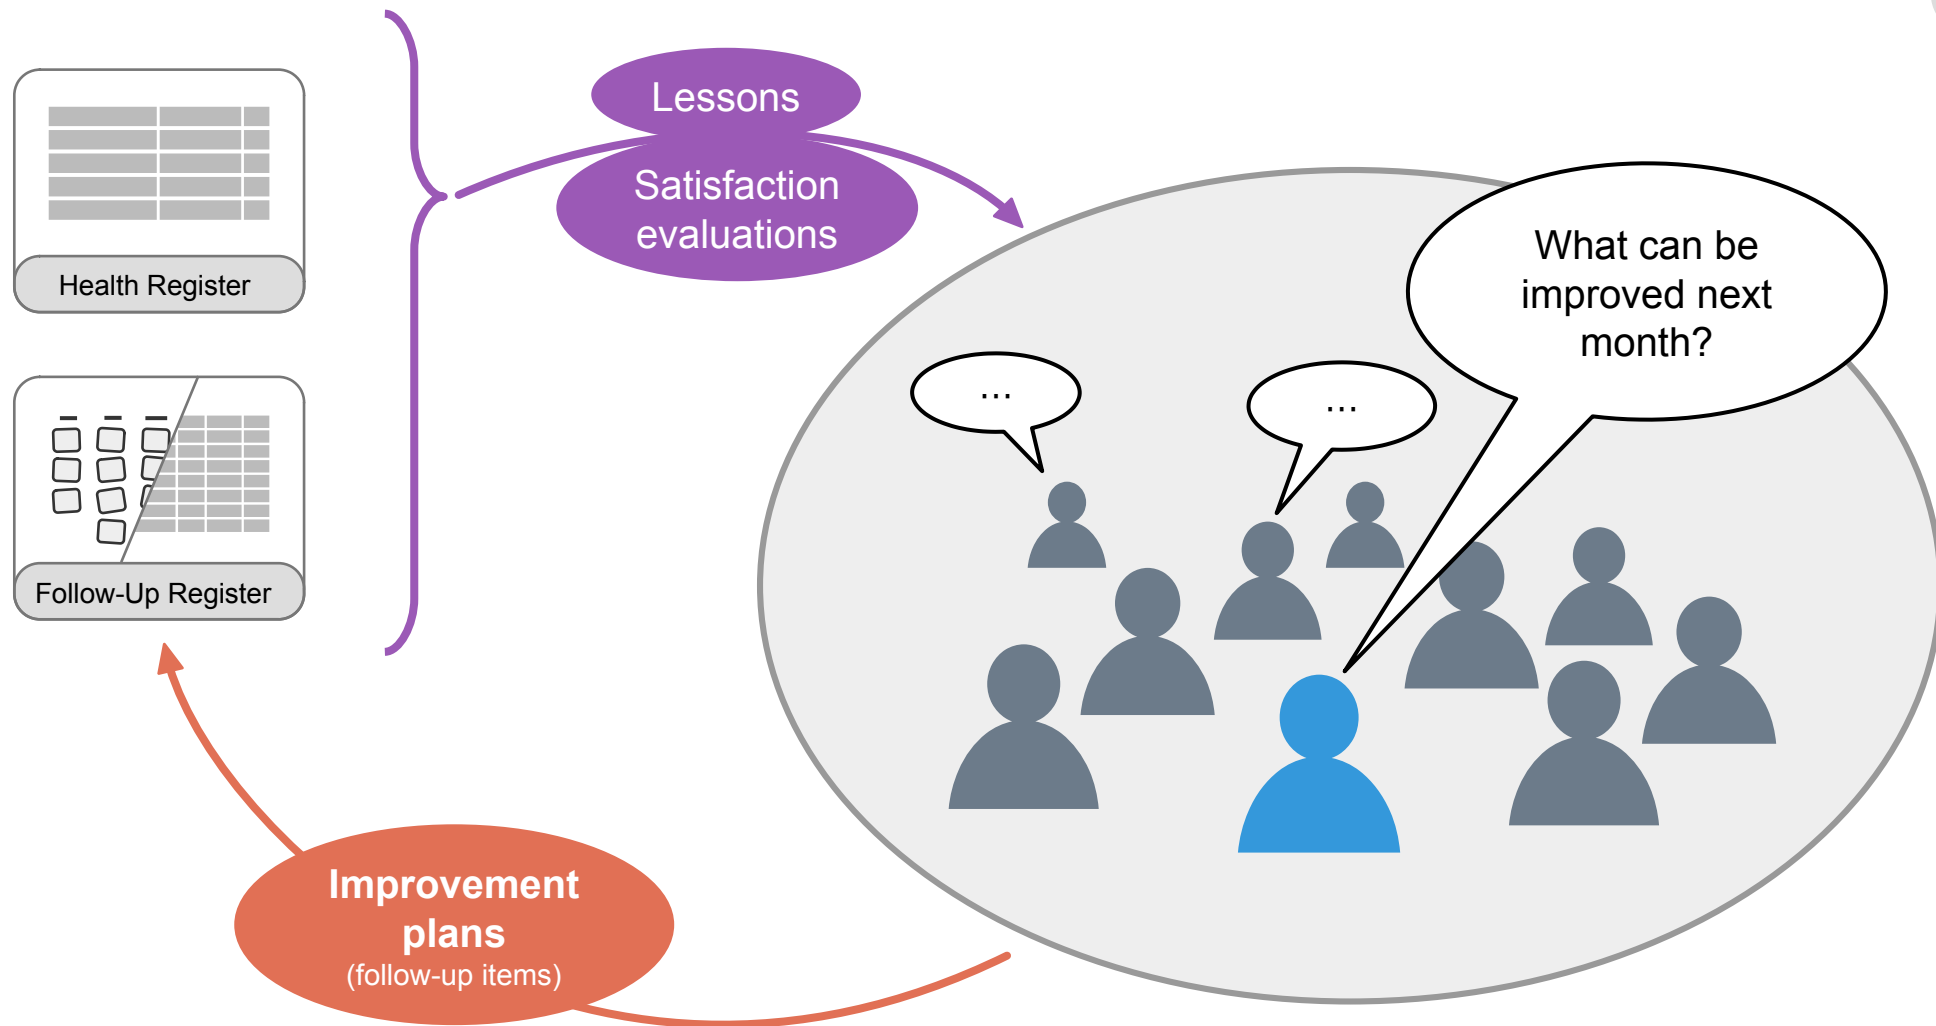 Lessons
Satisfaction
evaluations
Health Register
What can be
improved next
month?
...
...
Follow-Up Register
Improvement
plans
(follow-up items)